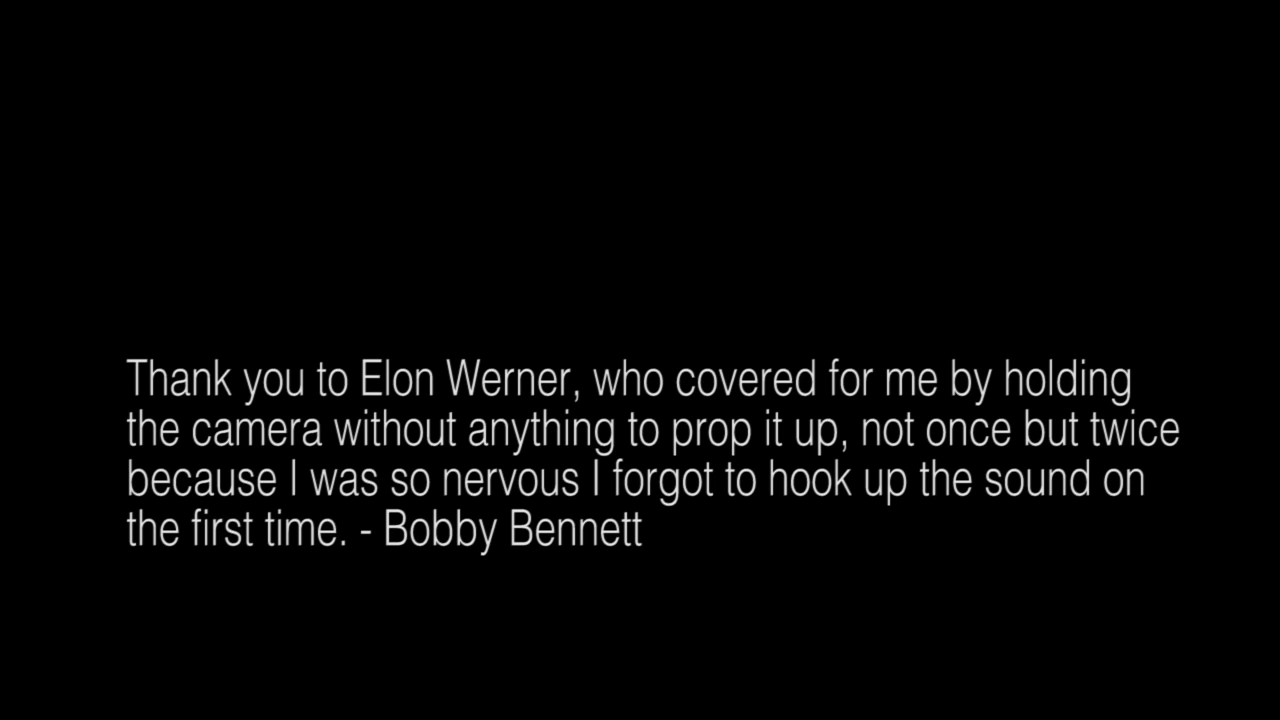 Thank you to Elon Werner, who covered for me by holding
the camera without anything to prop it up, not once but twice
because I was so nervous I forgot to hook up the sound on
the first time. - Bobby Bennett